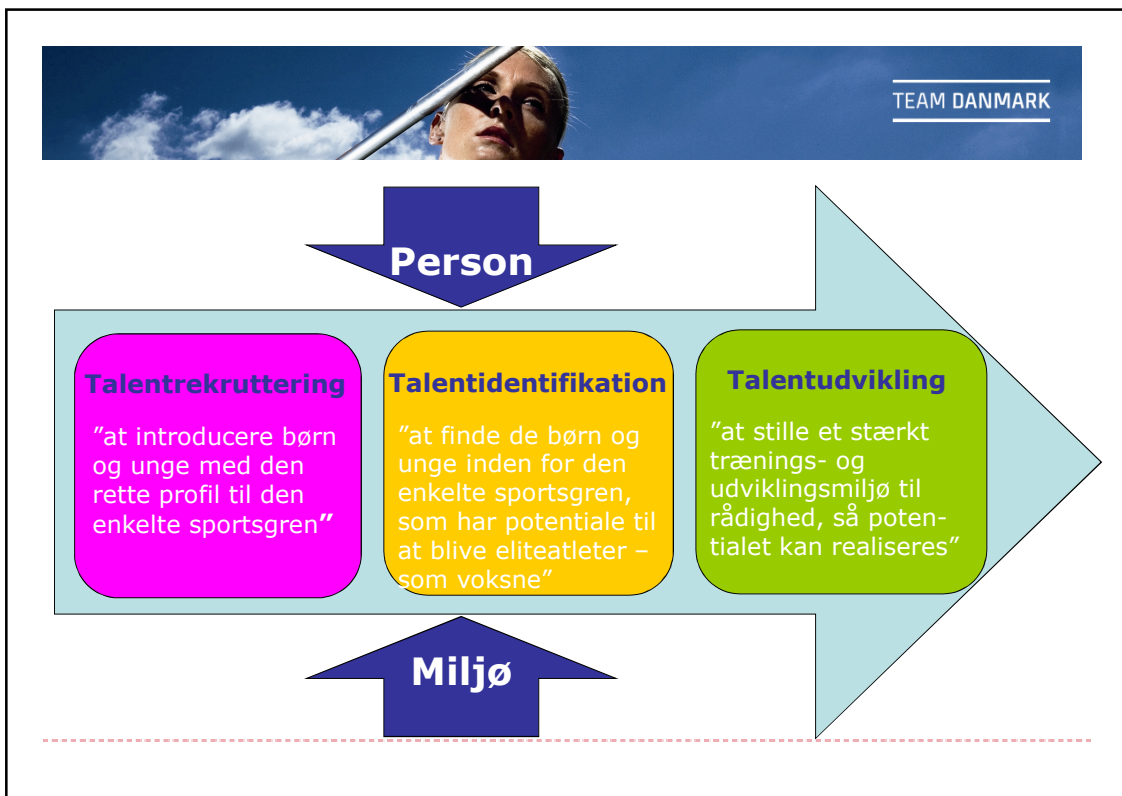 TEAM DANMARK
Person
Talentrekruttering
”at introducere børn
og unge med den
rette profil til den
enkelte sportsgren”
Talentidentifikation
”at finde de børn og
unge inden for den
enkelte sportsgren,
som har potentiale til
at blive eliteatleter –
som voksne”
Talentudvikling
”at stille et stærkt
trænings- og
udviklingsmiljø til
rådighed, så poten-
tialet kan realiseres”
Miljø